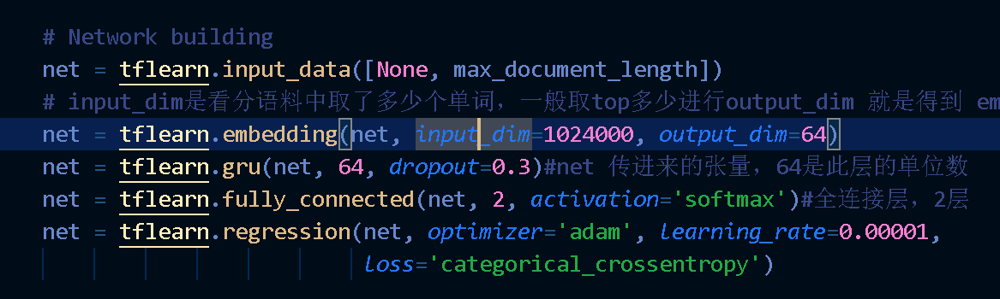 # Network building
net = tflearn.input_data([None, max_document_length])
# input_dim是看分语料中取了多少个单词，一般取top多少进行output_dim 就是得到 em
net = tflearn.embedding(net, input_dim=1024000, output_dim=64)
net = tflearn.gru(net, 64, dropout=0.3)#net 传进来的张量，64是此层的单位数
net = tflearn.fully_connected(net, 2, activation='softmax')#全连接层，2层
net = tflearn.regression(net, optimizer='adam', learning_rate=0.00001,
loss='categorical_crossentropy')